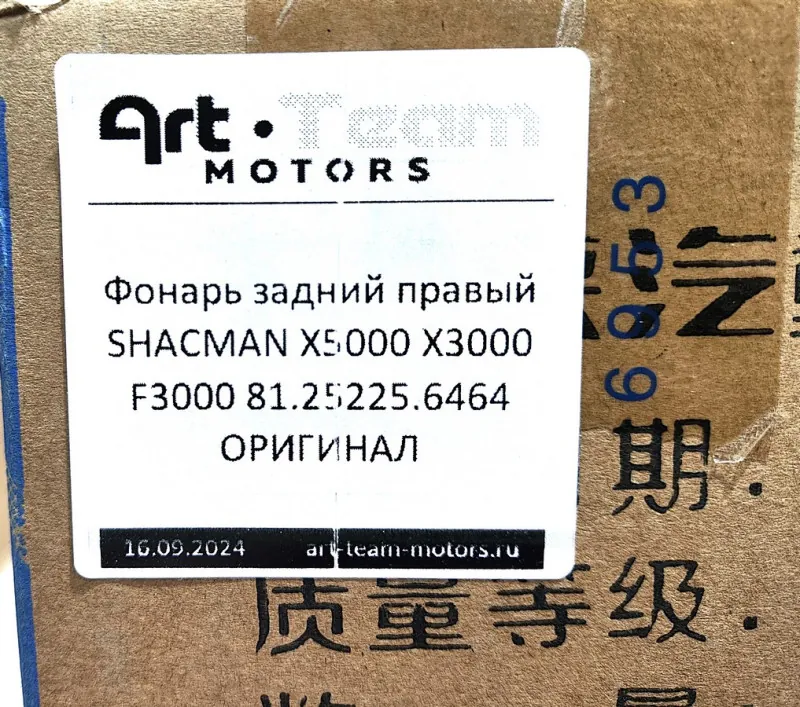 Art · Team
MOTORS
Фонарь задний правый
SHACMAN X5000 X3000
F3000 81.25225.6464
ОРИГИНАЛ
16.09.2024 art-team-motors.ru
6953
期.
质量等级.